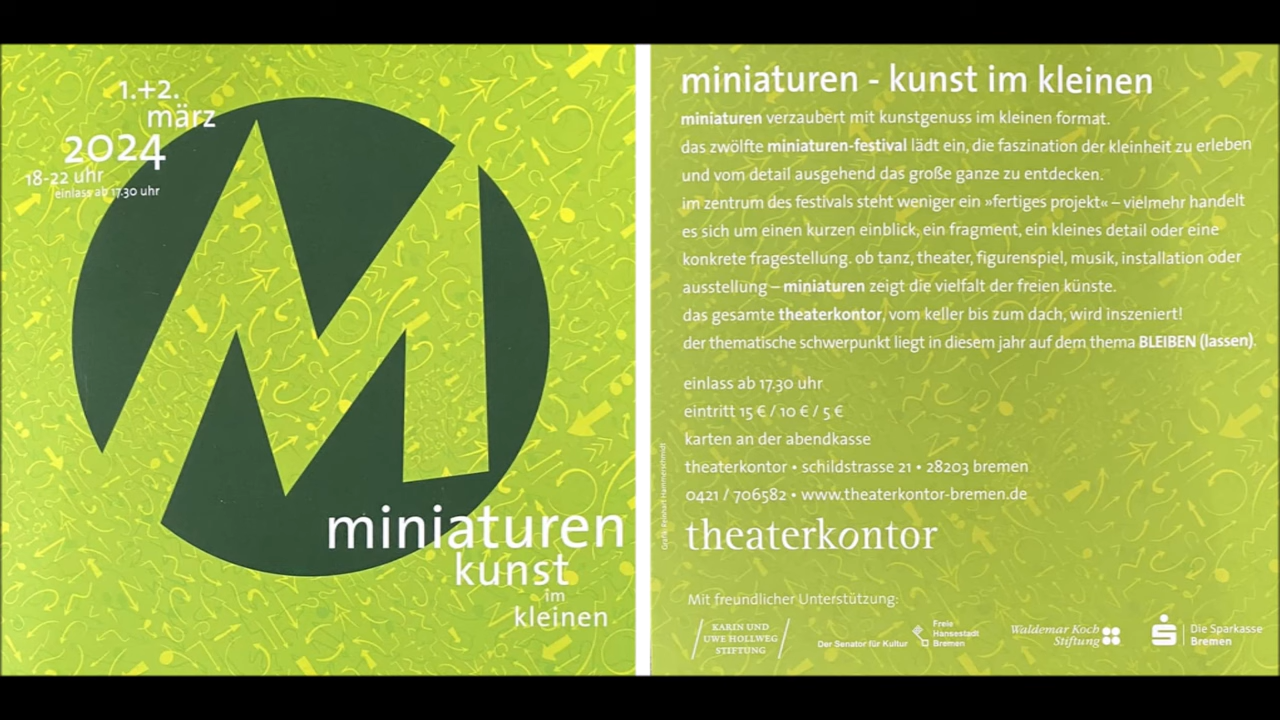 1.+2.
märz
2024
18-22 uhr
einlass ab 17.30 uhr
miniaturen
kunst
im
kleinen
miniaturen - kunst im kleinen
miniaturen verzaubert mit kunstgenuss im kleinen format.
das zwölfte miniaturen-festival lädt ein, die faszination der kleinheit zu erleben
und vom detail ausgehend das große ganze zu entdecken.
im zentrum des festivals steht weniger ein »fertiges projekt« – vielmehr handelt
es sich um einen kurzen einblick, ein fragment, ein kleines detail oder eine
konkrete fragestellung. ob tanz, theater, figurenspiel, musik, installation oder
ausstellung – miniaturen zeigt die vielfalt der freien künste.
das gesamte theaterkontor, vom keller bis zum dach, wird inszeniert!
der thematische schwerpunkt liegt in diesem jahr auf dem thema BLEIBEN (lassen).
einlass ab 17.30 uhr
eintritt 15 € / 10 € / 5 €
karten an der abendkasse
theaterkontor • schildstrasse 21 • 28203 bremen
0421 / 706582 • www.theaterkontor-bremen.de
Grafik: Reinhart Hammerschmidt
theaterkontor
Mit freundlicher Unterstützung:
KARIN UND
UWE HOLLWEG
STIFTUNG
Der Senator für Kultur
Freie
Hansestadt
Bremen
Waldemar Koch
Stiftung
Die Sparkasse
Bremen